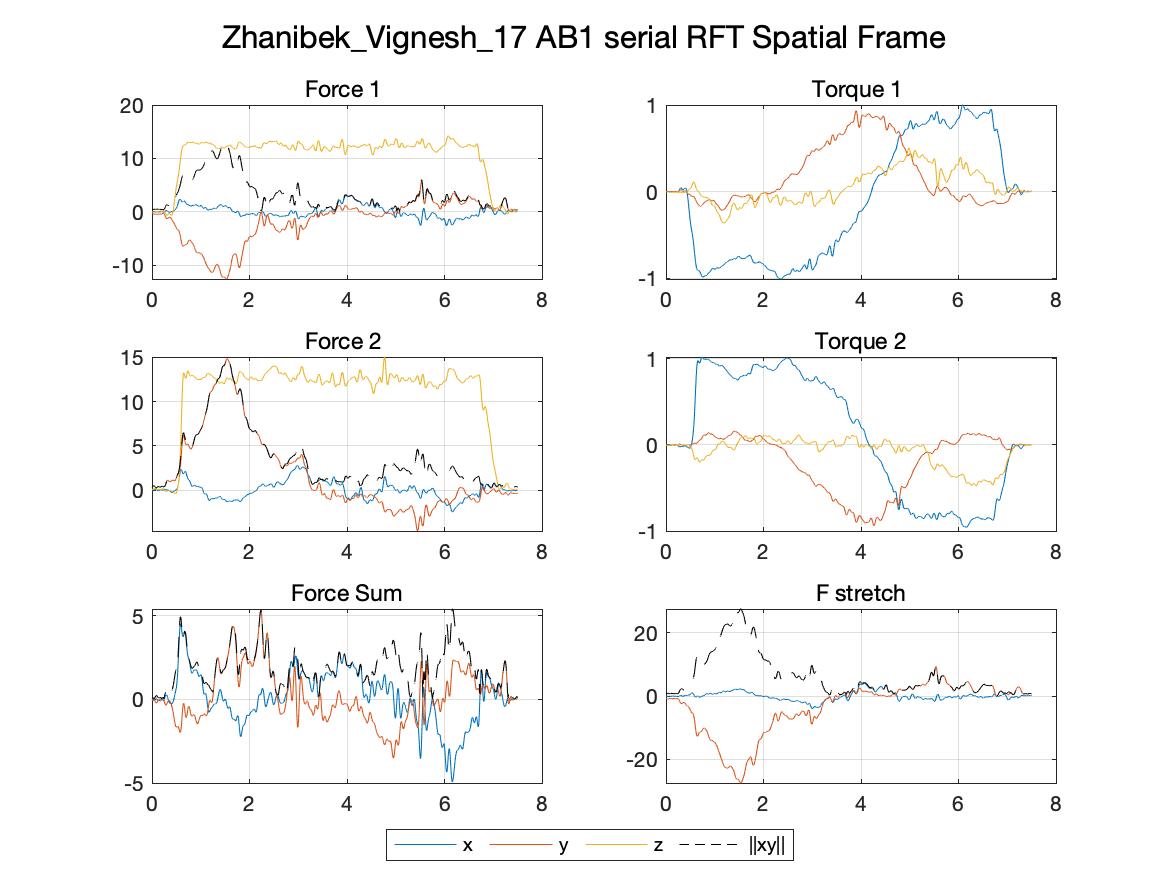 Zhanibek_Vignesh_17 AB1 serial RFT Spatial Frame
Force 1
20
10
0
-10
0 2 4 6 8
Torque 1
1
0
-1
0 2 4 6 8
Force 2
15
10
5
0
0 2 4 6 8
Torque 2
1
0
-1
0 2 4 6 8
Force Sum
5
0
-5
0 2 4 6 8
F stretch
20
0
-20
0 2 4 6 8
x y z ||xy||